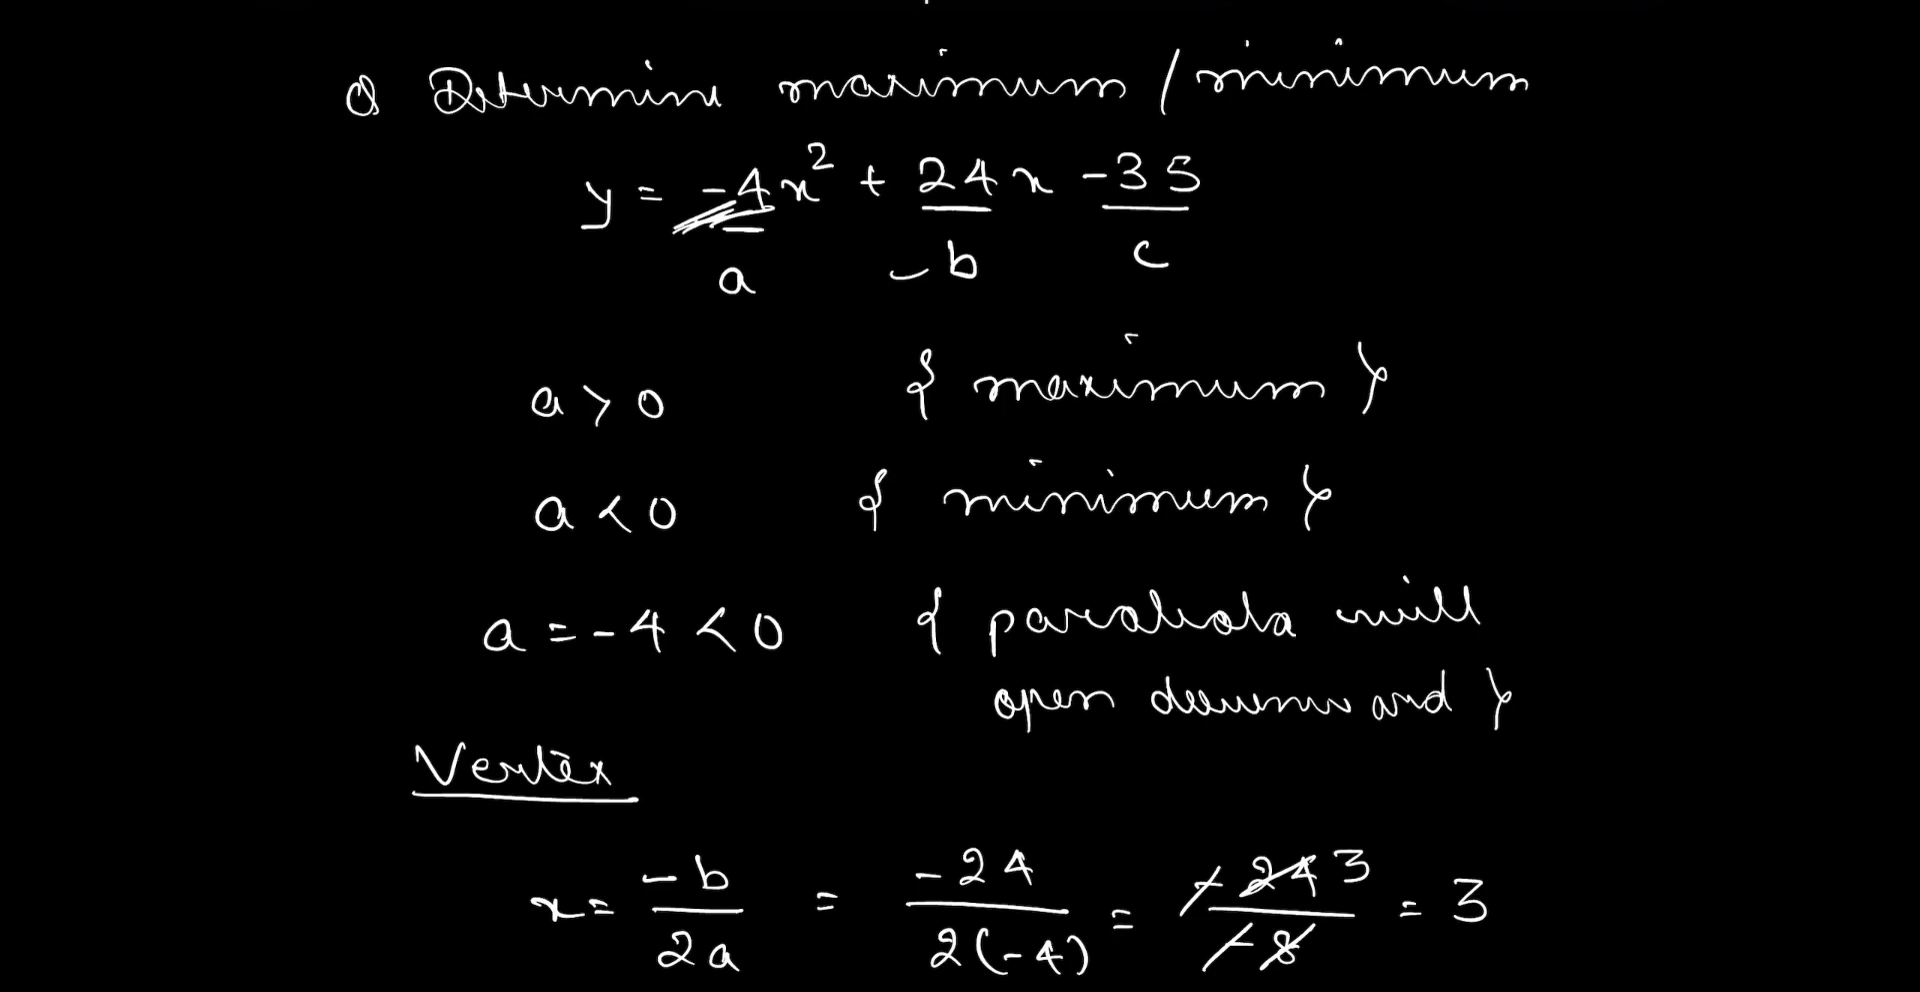 Q Determine maximum / minimum
y = -4x² + 24x - 35
a - b c
a > 0 { maximum }
a < 0 { minimum }
a = -4 < 0 { parabola will
open downward }
Vertex
x = -b/2a = -24/2(-4) = -24 3/-8 = 3